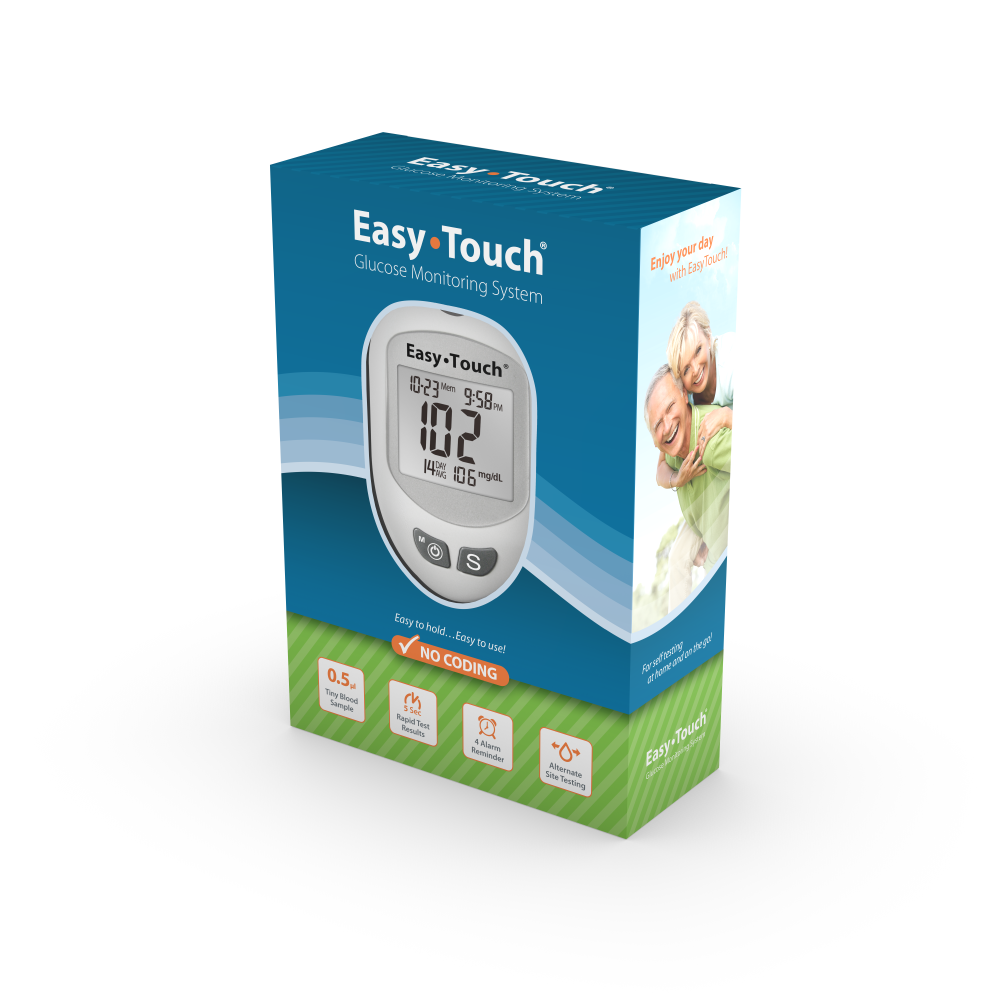 Easy•Touch®
Glucose Monitoring System
Easy•Touch®
Glucose Monitoring System
Easy•Touch®
10-23 Mem 9:58 PM
102
14 DAY AVG 106 mg/dL
M
S
Easy to hold...Easy to use!
NO CODING
0.5 µl
Tiny Blood
Sample
5 Sec
Rapid Test
Results
4 Alarm
Reminder
Alternate
Site Testing
Enjoy your day
with EasyTouch!
For self testing
at home and on the go!
Easy•Touch®
Glucose Monitoring System